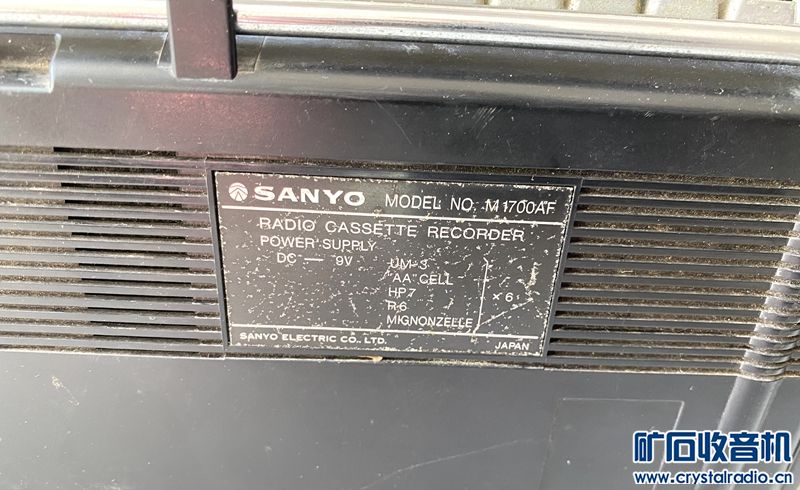 SANYO MODEL NO. M1700AF
RADIO CASSETTE RECORDER
POWER SUPPLY
DC — 9V
UM-3
"AA" CELL
HP7
R6
MIGNONZELLE
× 6
SANYO ELECTRIC CO., LTD. JAPAN
矿石收音机
www.crystalradio.cn